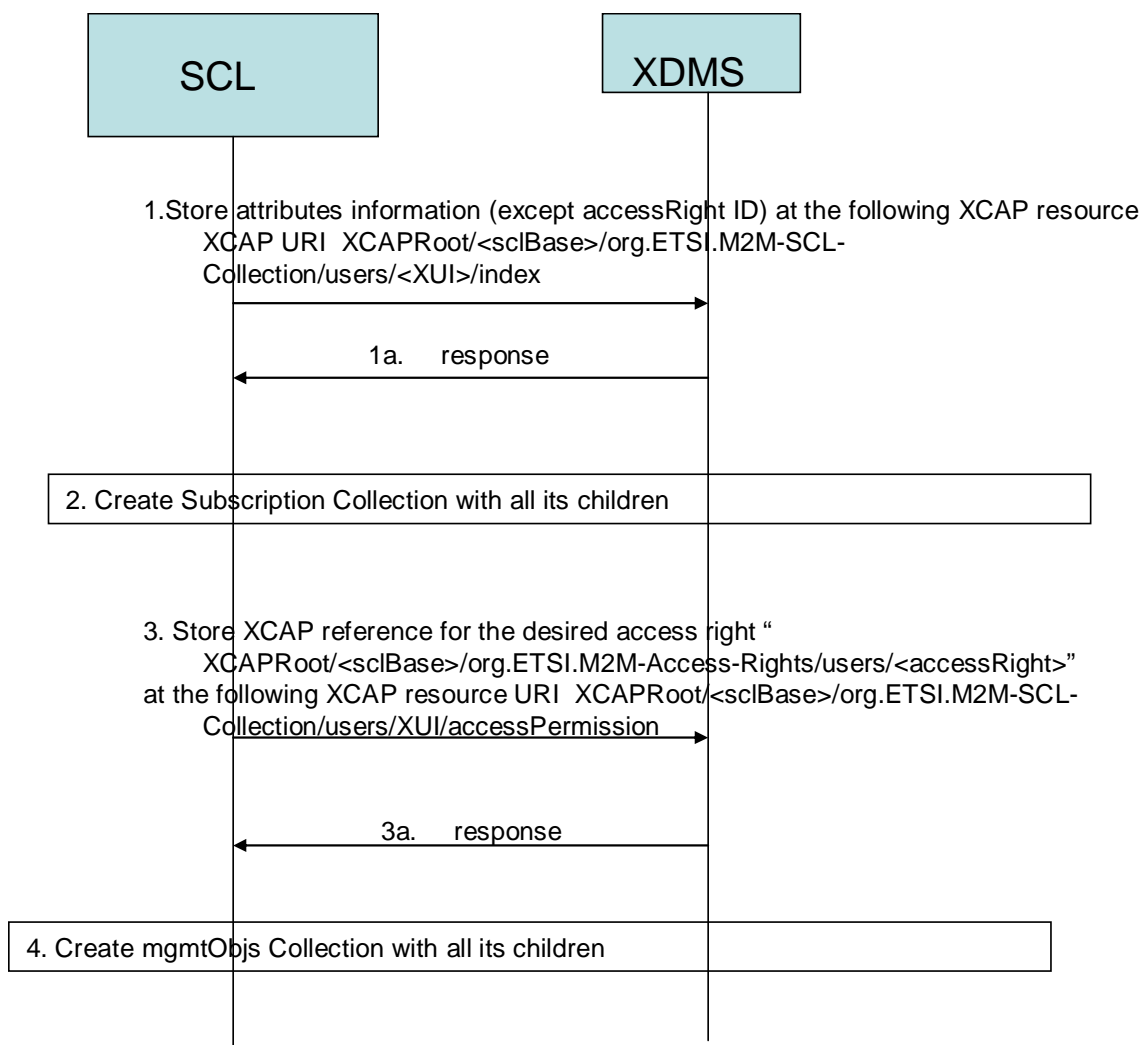 SCL
XDMS
1.Store attributes information (except accessRight ID) at the following XCAP resource
XCAP URI XCAPRoot/<sclBase>/org.ETSI.M2M-SCL-
Collection/users/<XUI>/index
1a. response
2. Create Subscription Collection with all its children
3. Store XCAP reference for the desired access right “
XCAPRoot/<sclBase>/org.ETSI.M2M-Access-Rights/users/<accessRight>”
at the following XCAP resource URI XCAPRoot/<sclBase>/org.ETSI.M2M-SCL-
Collection/users/XUI/accessPermission
3a. response
4. Create mgmtObjs Collection with all its children